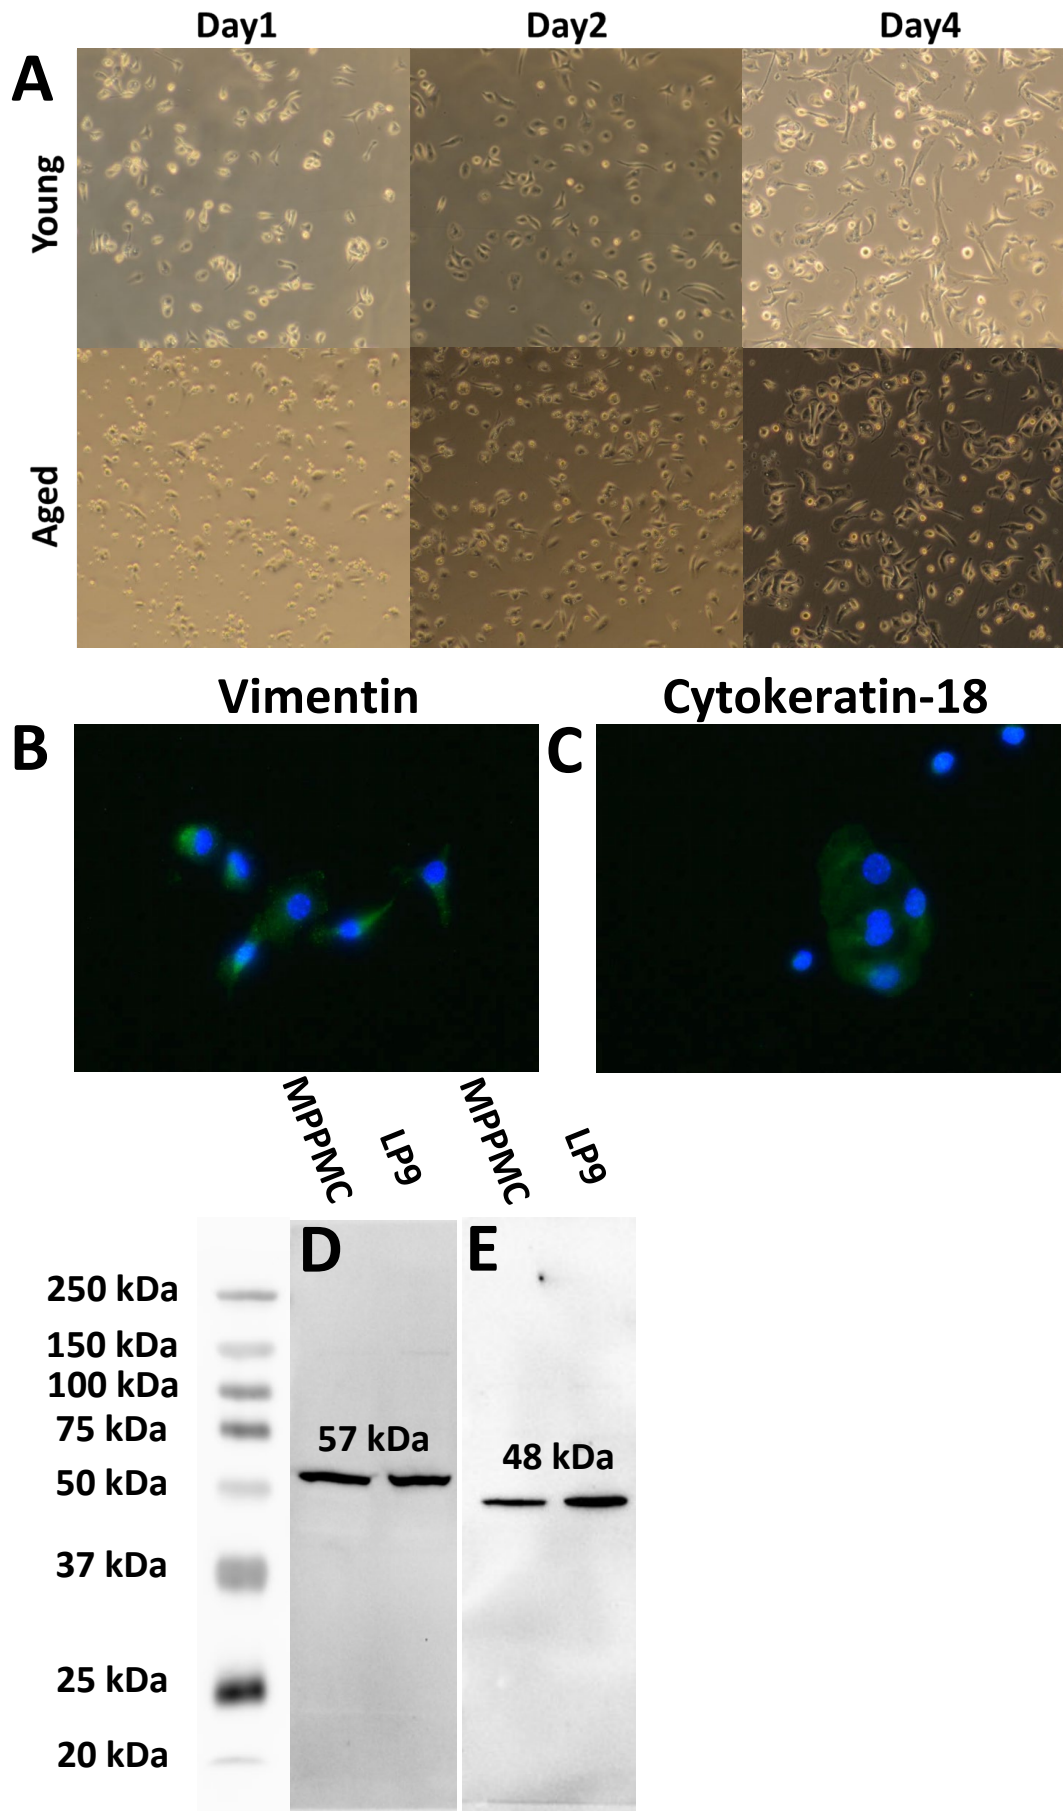 Day1 Day2 Day4
A
Young
Aged
Vimentin Cytokeratin-18
B C
MPPMC LP9 MPPMC LP9
D E
250 kDa
150 kDa
100 kDa
75 kDa
57 kDa
48 kDa
50 kDa
37 kDa
25 kDa
20 kDa